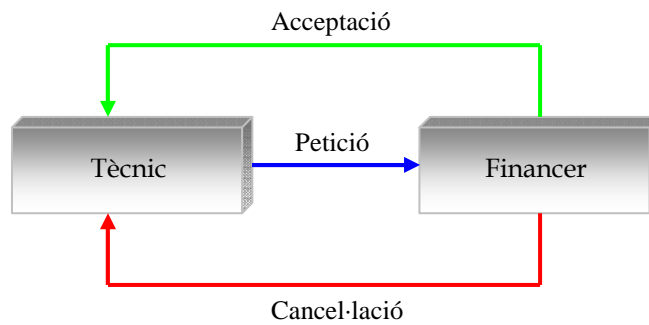 Acceptació
Petició
Tècnic
Financer
Cancel·lació